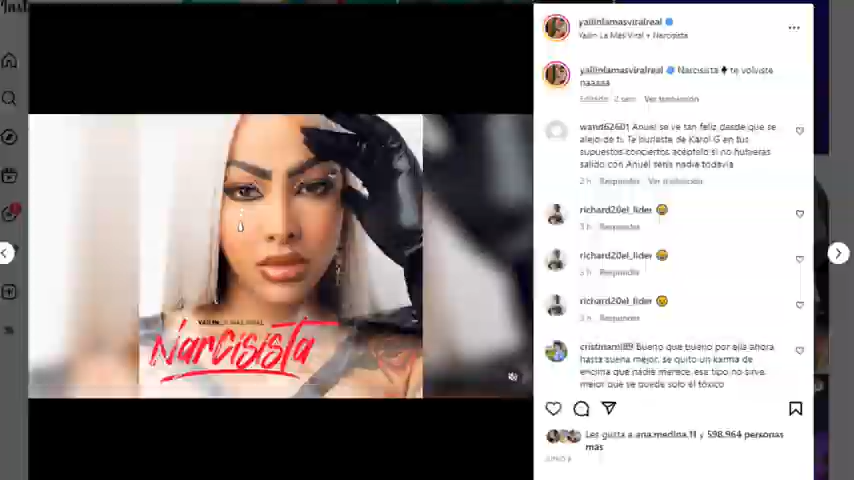 yailinlamasviralreal
Yailin La Más Viral • Narcisista
yailinlamasviralreal Narcisista te volviste
naaaaa
Editado 2 sem Ver traducción
wand62601 Anuel se ve tan feliz desde que se
alejo de ti. Te burlaste de Karol G en tus
supuestos conciertos acéptelo si no hubieras
salido con Anuel serís nadie todavía
2 h Responder Ver traducción
richard20el_lider
3 h Responder
richard20el_lider
3 h Responder
richard20el_lider
3 h Responder
Bueno que bueno por ella ahora
hasta suena mejor, se quito un karma de
encima que nadie merece, ese tipo no sirve,
mejor que se quede solo el tóxico
Narcisista
Les gusta a ana.medina.11 y 598.964 personas
más
JUNIO